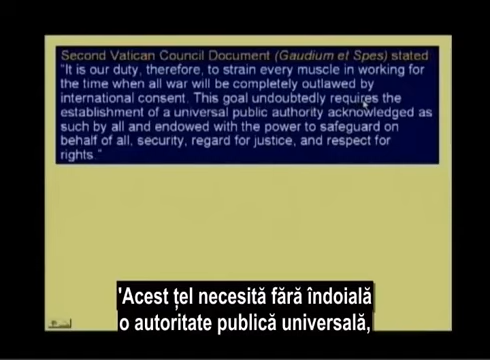 Second Vatican Council Document (Gaudium et Spes) stated
"It is our duty, therefore, to strain every muscle in working for
the time when all war will be completely outlawed by
international consent. This goal undoubtedly requires the
establishment of a universal public authority acknowledged as
such by all and endowed with the power to safeguard on
behalf of all, security, regard for justice, and respect for
rights."
'Acest țel necesită fără îndoială
o autoritate publică universală,